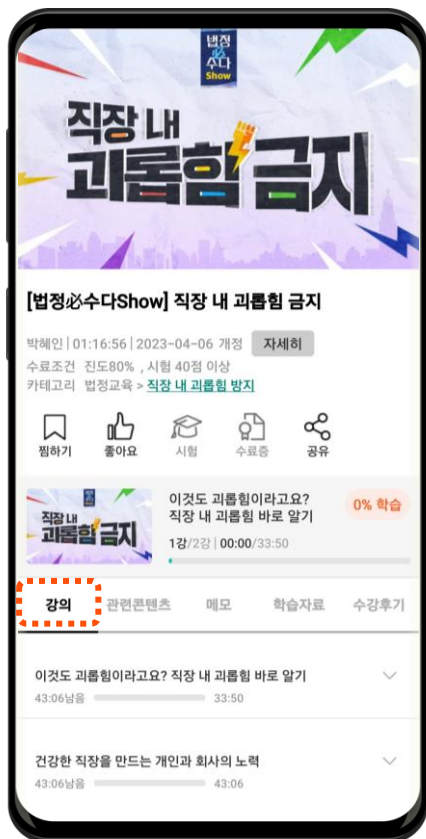 법정
必
수다
Show
직장 내
괴롭힘 금지
[법정必수다Show] 직장 내 괴롭힘 금지
박혜인 | 01:16:56 | 2023-04-06 개정 자세히
수료조건 진도80% , 시험 40점 이상
카테고리 법정교육 > 직장 내 괴롭힘 방지
찜하기 좋아요 시험 수료증 공유
직장 내
괴롭힘 금지
이것도 괴롭힘이라고요?
직장 내 괴롭힘 바로 알기
0% 학습
1강/2강 | 00:00/33:50
강의 관련콘텐츠 메모 학습자료 수강후기
이것도 괴롭힘이라고요? 직장 내 괴롭힘 바로 알기
43:06남음 33:50
건강한 직장을 만드는 개인과 회사의 노력
43:06남음 43:06